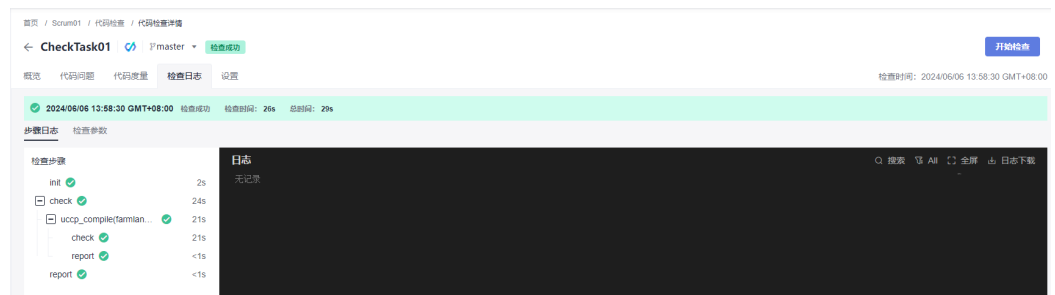 首页 / Scrum01 / 代码检查 / 代码检查详情
← CheckTask01 master 检查成功 开始检查
概览 代码问题 代码度量 检查日志 设置 检查时间：2024/06/06 13:58:30 GMT+08:00
2024/06/06 13:58:30 GMT+08:00 检查成功 检查时间：26s 总时间：29s
步骤日志 检查参数
检查步骤
init 2s
check 24s
uccp_compile(farmlan... 21s
check 21s
report <1s
report <1s
日志 搜索 All 全屏 日志下载
无记录